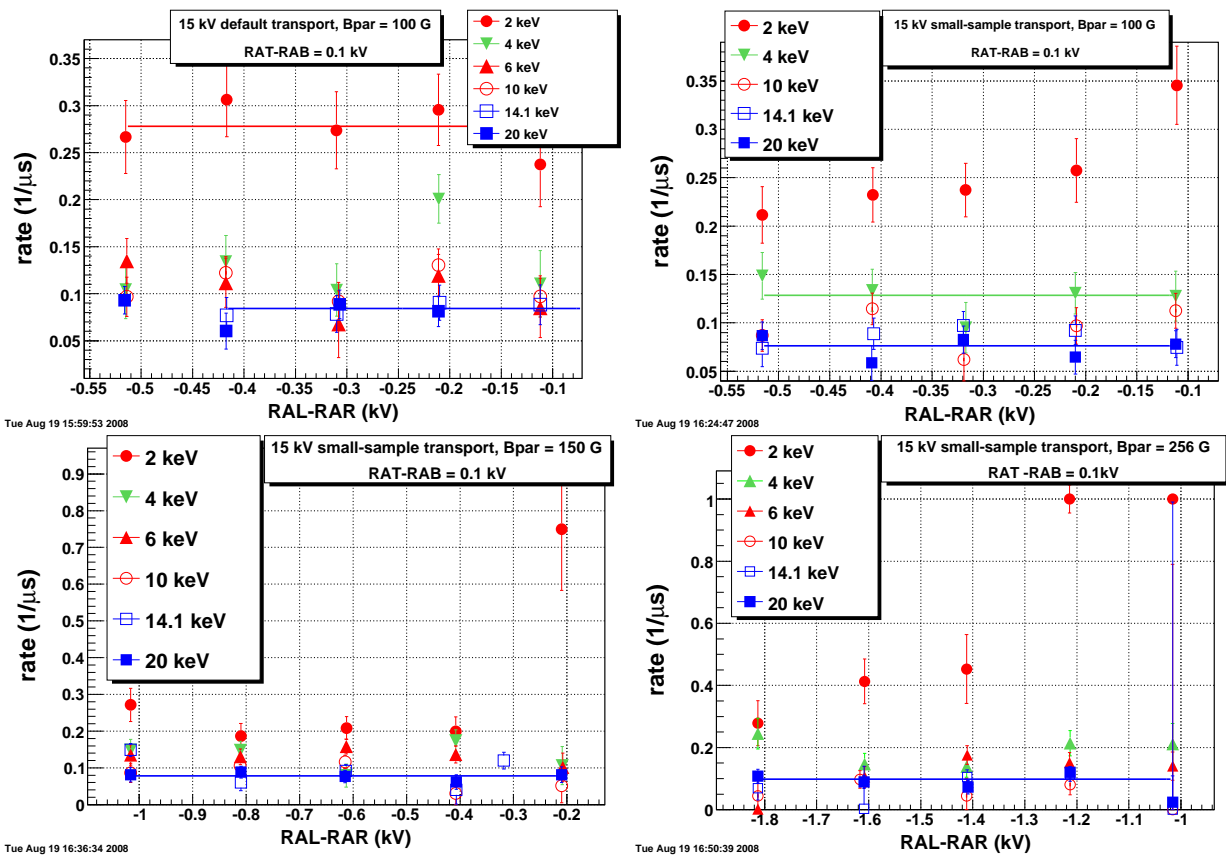 15 kV default transport, Bpar = 100 G
RAT-RAB = 0.1 kV
2 keV
4 keV
6 keV
10 keV
14.1 keV
20 keV
rate (1/μs)
0.35
0.3
0.25
0.2
0.15
0.1
0.05
-0.55 -0.5 -0.45 -0.4 -0.35 -0.3 -0.25 -0.2 -0.15 -0.1
RAL-RAR (kV)
Tue Aug 19 15:59:53 2008
15 kV small-sample transport, Bpar = 100 G
RAT-RAB = 0.1 kV
2 keV
4 keV
10 keV
14.1 keV
20 keV
rate (1/μs)
0.35
0.3
0.25
0.2
0.15
0.1
0.05
-0.55 -0.5 -0.45 -0.4 -0.35 -0.3 -0.25 -0.2 -0.15 -0.1
RAL-RAR (kV)
Tue Aug 19 16:24:47 2008
15 kV small-sample transport, Bpar = 150 G
RAT-RAB = 0.1 kV
2 keV
4 keV
6 keV
10 keV
14.1 keV
20 keV
rate (1/μs)
0.9
0.8
0.7
0.6
0.5
0.4
0.3
0.2
0.1
0
-1 -0.9 -0.8 -0.7 -0.6 -0.5 -0.4 -0.3 -0.2
RAL-RAR (kV)
Tue Aug 19 16:36:34 2008
15 kV small-sample transport, Bpar = 256 G
RAT -RAB = 0.1kV
2 keV
4 keV
6 keV
10 keV
14.1 keV
20 keV
rate (1/μs)
1
0.8
0.6
0.4
0.2
0
-1.8 -1.7 -1.6 -1.5 -1.4 -1.3 -1.2 -1.1 -1
RAL-RAR (kV)
Tue Aug 19 16:50:39 2008